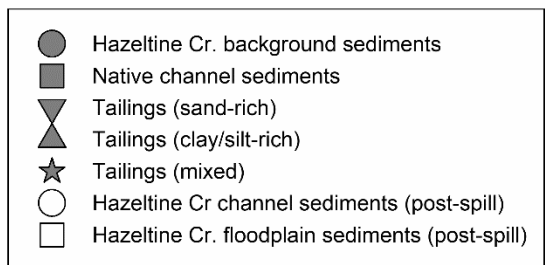 Hazeltine Cr. background sediments
Native channel sediments
Tailings (sand-rich)
Tailings (clay/silt-rich)
Tailings (mixed)
Hazeltine Cr channel sediments (post-spill)
Hazeltine Cr. floodplain sediments (post-spill)